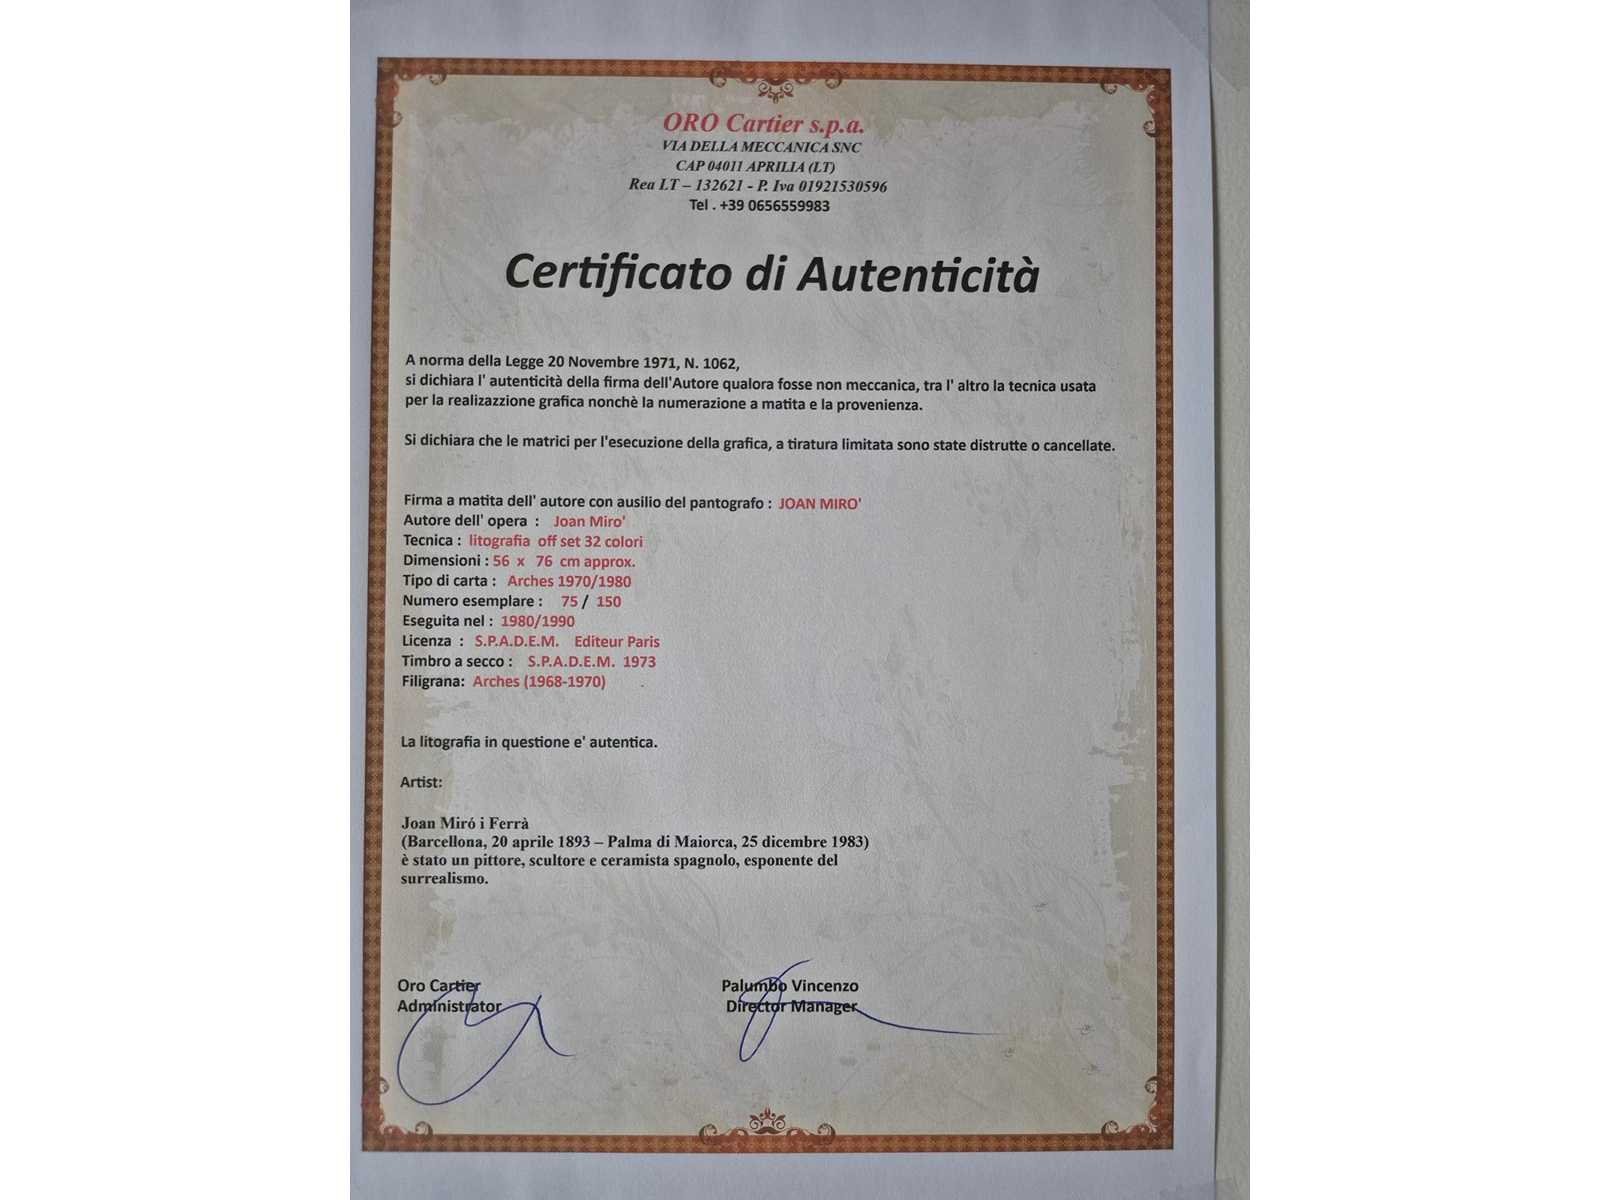 ORO Cartier s.p.a.
VIA DELLA MECCANICA SNC
CAP 04011 APRILIA (LT)
Rea LT – 132621 - P. Iva 01921530596
Tel . +39 0656559983
Certificato di Autenticità
A norma della Legge 20 Novembre 1971, N. 1062,
si dichiara l' autenticità della firma dell'Autore qualora fosse non meccanica, tra l' altro la tecnica usata
per la realizazzione grafica nonchè la numerazione a matita e la provenienza.
Si dichiara che le matrici per l'esecuzione della grafica, a tiratura limitata sono state distrutte o cancellate.
Firma a matita dell' autore con ausilio del pantografo : JOAN MIRO'
Autore dell' opera : Joan Miro'
Tecnica : litografia off set 32 colori
Dimensioni : 56 x 76 cm approx.
Tipo di carta : Arches 1970/1980
Numero esemplare : 75 / 150
Eseguita nel : 1980/1990
Licenza : S.P.A.D.E.M. Editeur Paris
Timbro a secco : S.P.A.D.E.M. 1973
Filigrana: Arches (1968-1970) .
La litografia in questione e' autentica.
Artist:
Joan Miró i Ferrà
(Barcellona, 20 aprile 1893 – Palma di Maiorca, 25 dicembre 1983)
è stato un pittore, scultore e ceramista spagnolo, esponente del
surrealismo.
Oro Cartier
Administrator
Palumbo Vincenzo
Director Manager